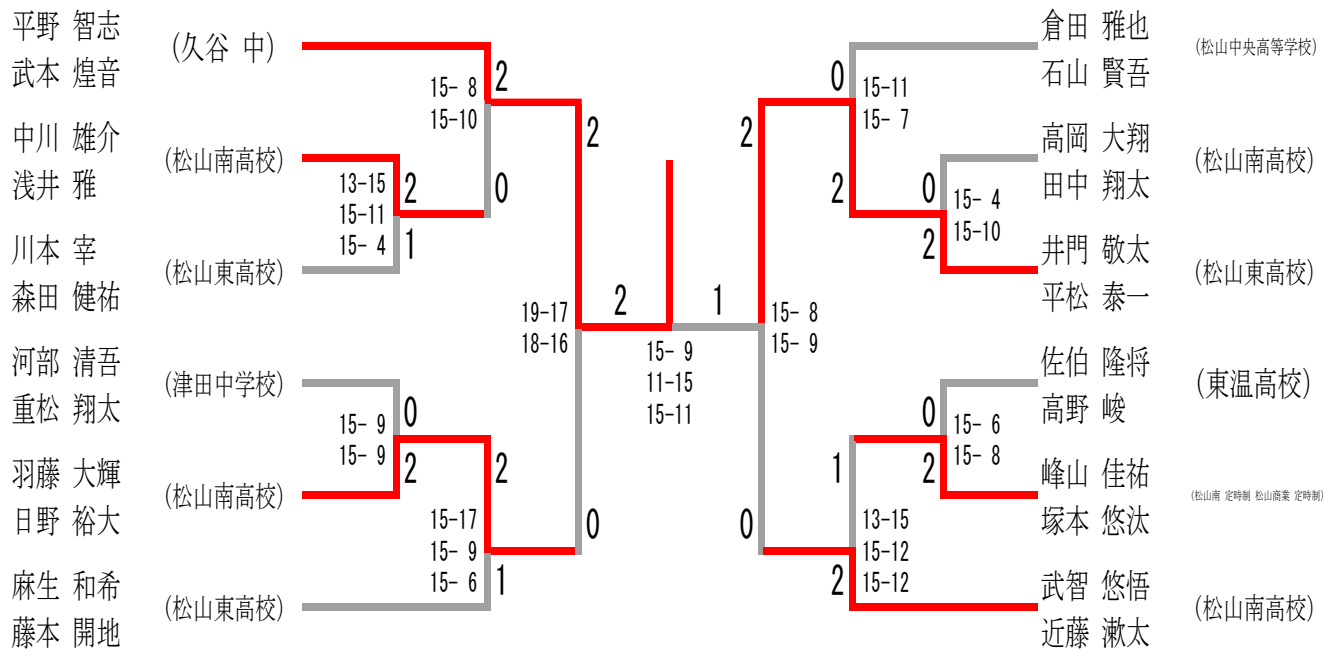 平野 智志
武本 煌音
(久谷 中)
中川 雄介
浅井 雅
(松山南高校)
川本 宰
森田 健祐
(松山東高校)
河部 清吾
重松 翔太
(津田中学校)
羽藤 大輝
日野 裕大
(松山南高校)
麻生 和希
藤本 開地
(松山東高校)
15- 8
15-10
2
0
13-15
15-11
15- 4
2
1
15- 9
15- 9
0
2
15-17
15- 9
15- 6
2
1
2
19-17
18-16
0
2
1
15- 9
11-15
15-11
2
15- 8
15- 9
0
0
15-11
15- 7
2
0
15- 4
15-10
2
0
15- 6
15- 8
2
1
13-15
15-12
15-12
2
倉田 雅也
石山 賢吾
(松山中央高等学校)
高岡 大翔
田中 翔太
(松山南高校)
井門 敬太
平松 泰一
(松山東高校)
佐伯 隆将
高野 峻
(東温高校)
峰山 佳祐
塚本 悠汰
(松山南 定時制 松山商業 定時制)
武智 悠悟
近藤 漱太
(松山南高校)